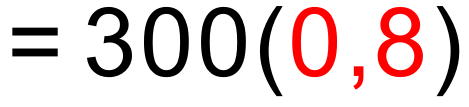 = 300(0,8)